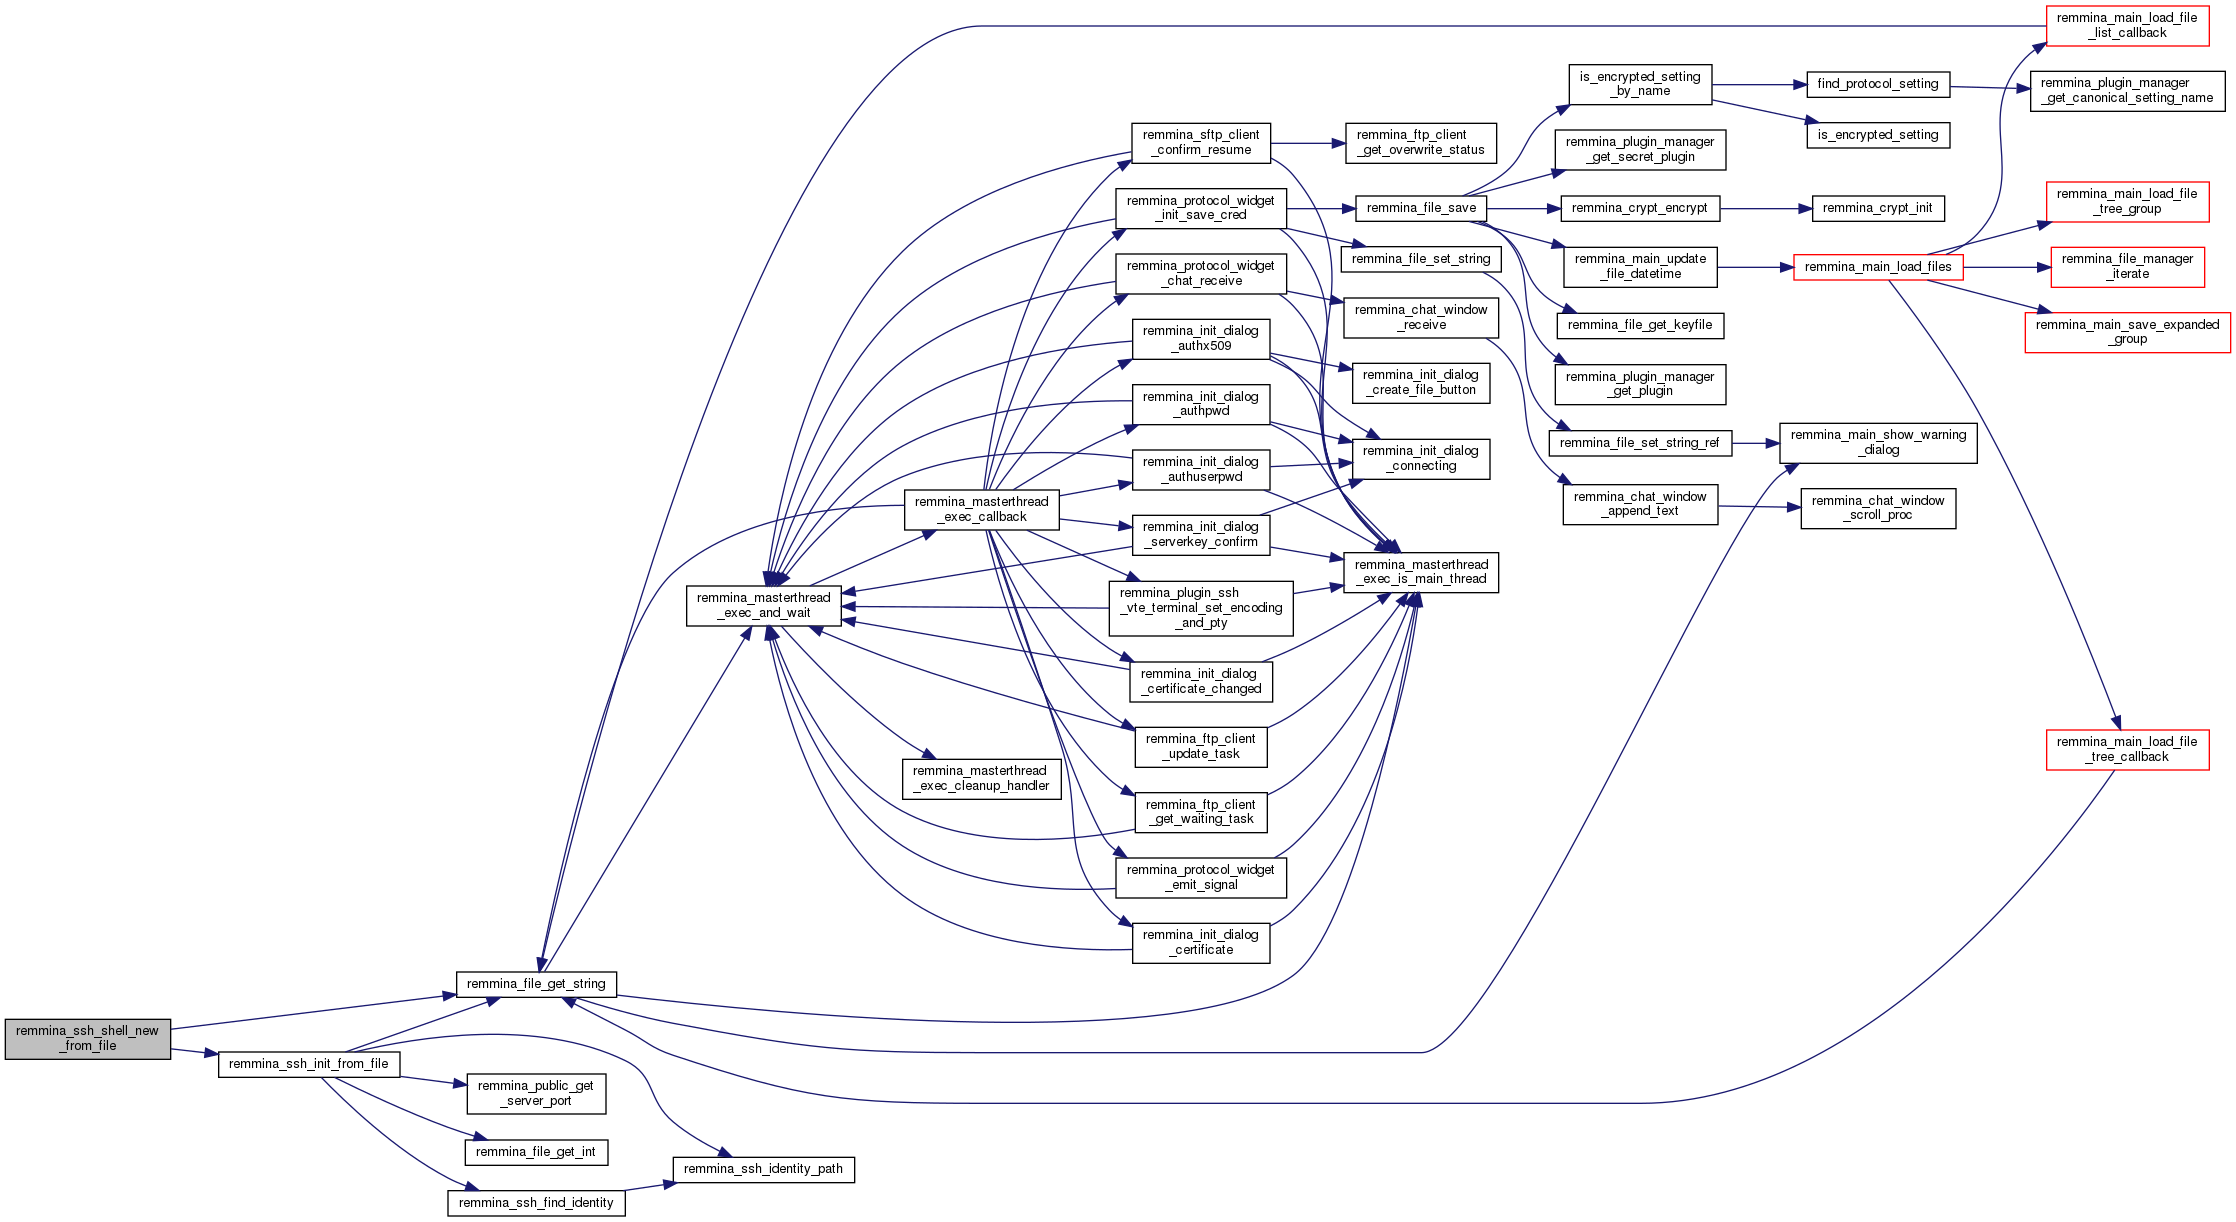 remmina_ssh_shell_new
_from_file
remmina_ssh_init_from_file
remmina_file_get_string
remmina_public_get
_server_port
remmina_file_get_int
remmina_ssh_find_identity
remmina_ssh_identity_path
remmina_masterthread
_exec_and_wait
remmina_masterthread
_exec_callback
remmina_masterthread
_exec_cleanup_handler
remmina_sftp_client
_confirm_resume
remmina_protocol_widget
_init_save_cred
remmina_protocol_widget
_chat_receive
remmina_init_dialog
_authx509
remmina_init_dialog
_authpwd
remmina_init_dialog
_authuserpwd
remmina_init_dialog
_serverkey_confirm
remmina_plugin_ssh
_vte_terminal_set_encoding
_and_pty
remmina_init_dialog
_certificate_changed
remmina_ftp_client
_update_task
remmina_ftp_client
_get_waiting_task
remmina_protocol_widget
_emit_signal
remmina_init_dialog
_certificate
remmina_ftp_client
_get_overwrite_status
remmina_file_save
remmina_file_set_string
remmina_chat_window
_receive
remmina_init_dialog
_create_file_button
remmina_init_dialog
_connecting
remmina_masterthread
_exec_is_main_thread
is_encrypted_setting
_by_name
remmina_plugin_manager
_get_secret_plugin
remmina_crypt_encrypt
remmina_main_update
_file_datetime
remmina_file_get_keyfile
remmina_plugin_manager
_get_plugin
remmina_file_set_string_ref
remmina_chat_window
_append_text
find_protocol_setting
is_encrypted_setting
remmina_crypt_init
remmina_main_load_files
remmina_main_show_warning
_dialog
remmina_chat_window
_scroll_proc
remmina_main_load_file
_list_callback
remmina_plugin_manager
_get_canonical_setting_name
remmina_main_load_file
_tree_group
remmina_file_manager
_iterate
remmina_main_save_expanded
_group
remmina_main_load_file
_tree_callback